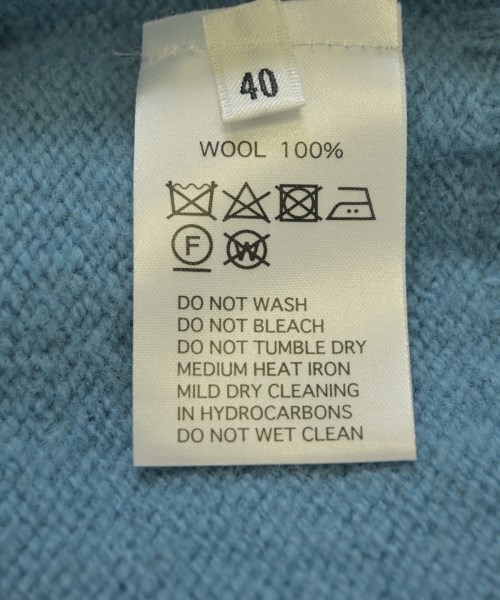 40
WOOL 100%
F
W
DO NOT WASH
DO NOT BLEACH
DO NOT TUMBLE DRY
MEDIUM HEAT IRON
MILD DRY CLEANING
IN HYDROCARBONS
DO NOT WET CLEAN